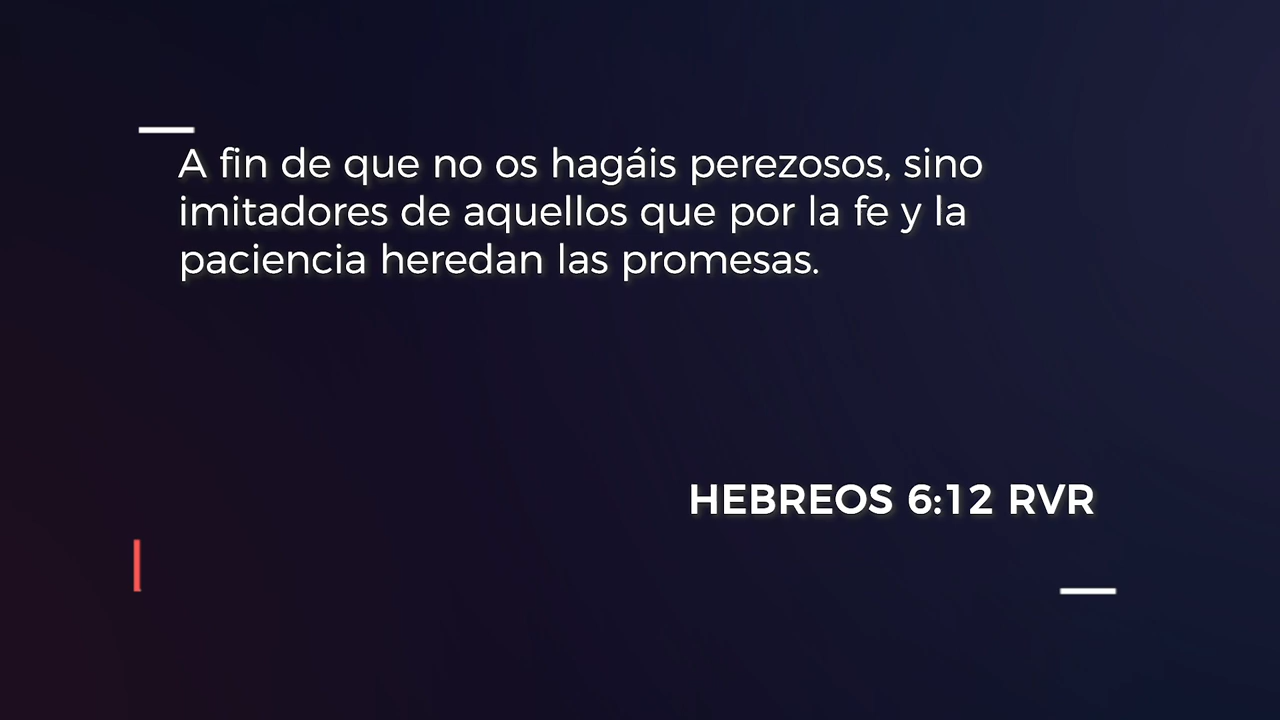 A fin de que no os hagáis perezosos, sino
imitadores de aquellos que por la fe y la
paciencia heredan las promesas.
HEBREOS 6:12 RVR